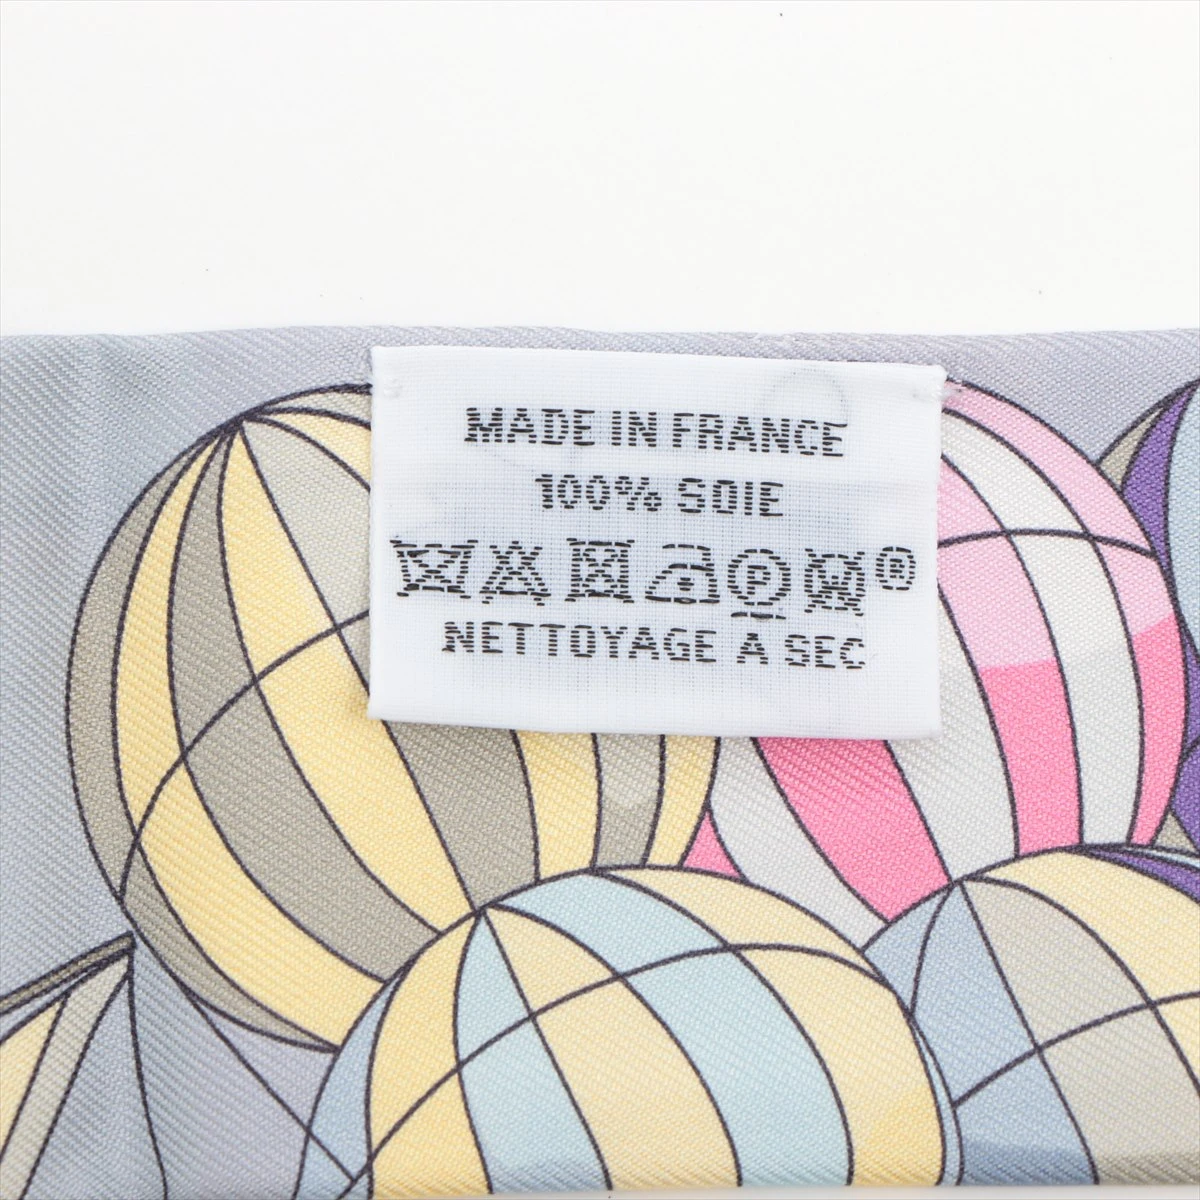 MADE IN FRANCE
100% SOIE
P ®
NETTOYAGE A SEC